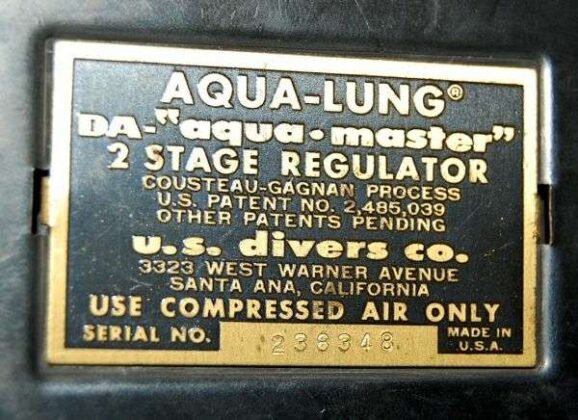 AQUA-LUNG®
DA-"aqua•master"
2 STAGE REGULATOR
COUSTEAU-GAGNAN PROCESS
U.S. PATENT NO. 2,485,039
OTHER PATENTS PENDING
u.s. divers co.
3323 WEST WARNER AVENUE
SANTA ANA, CALIFORNIA
USE COMPRESSED AIR ONLY
SERIAL NO. 238348 MADE IN U.S.A.